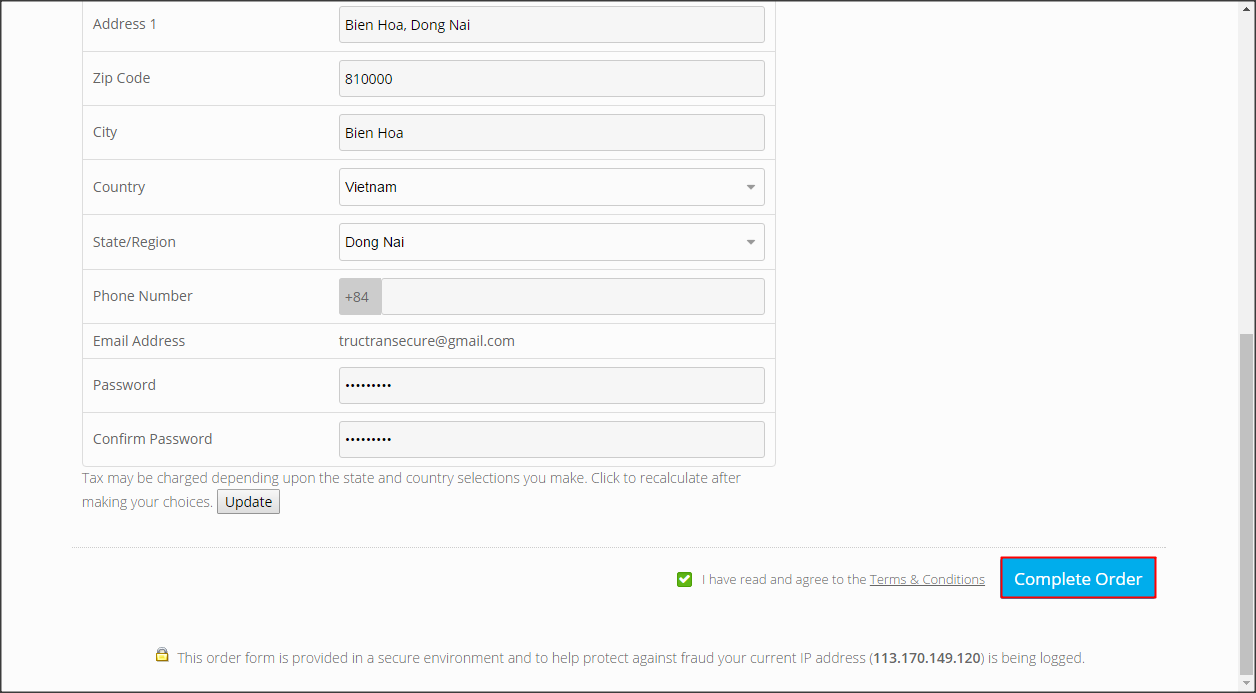 Address 1
Bien Hoa, Dong Nai
Zip Code
810000
City
Bien Hoa
Country
Vietnam
State/Region
Dong Nai
Phone Number
+84
Email Address
tructransecure@gmail.com
Password
•••••••••
Confirm Password
•••••••••
Tax may be charged depending upon the state and country selections you make. Click to recalculate after
making your choices. Update
I have read and agree to the Terms & Conditions
Complete Order
This order form is provided in a secure environment and to help protect against fraud your current IP address (113.170.149.120) is being logged.